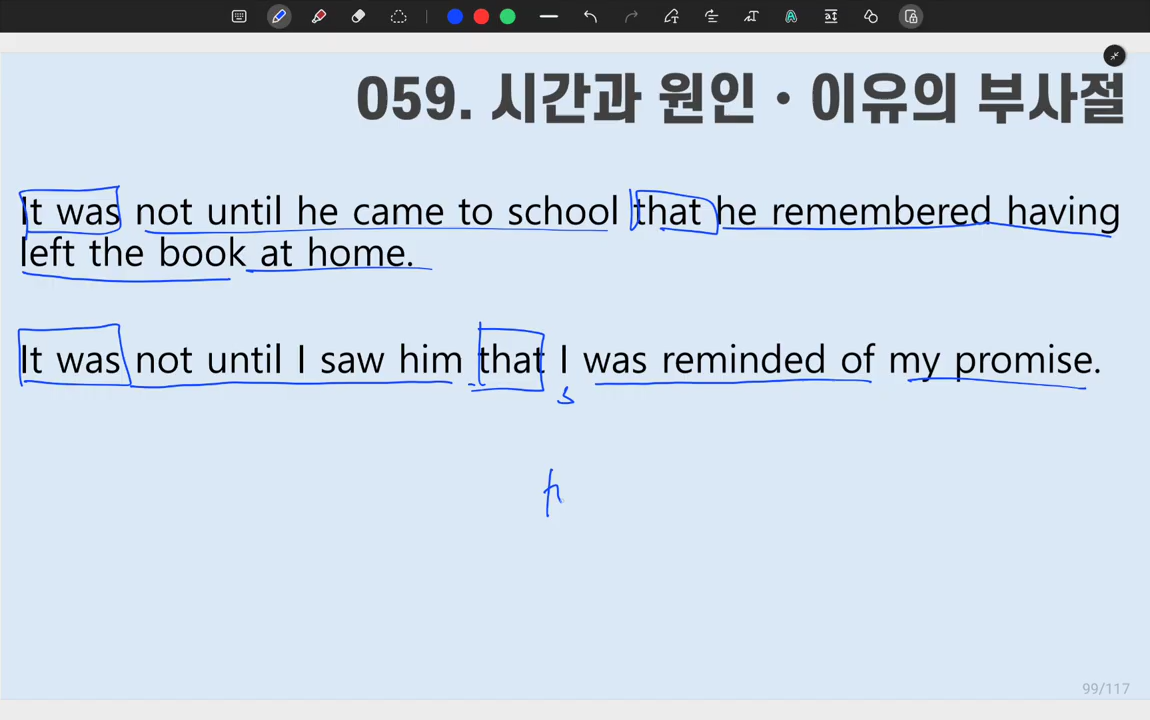 059. 시간과 원인·이유의 부사절
It was not until he came to school that he remembered having
left the book at home.
It was not until I saw him that I was reminded of my promise.
s
99/117